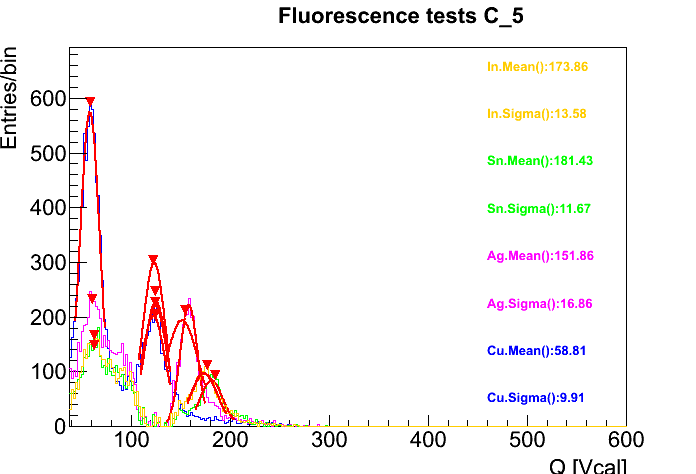 Fluorescence tests C_5
Entries/bin
600
500
400
300
200
100
0
In.Mean():173.86
In.Sigma():13.58
Sn.Mean():181.43
Sn.Sigma():11.67
Ag.Mean():151.86
Ag.Sigma():16.86
Cu.Mean():58.81
Cu.Sigma():9.91
100 200 300 400 500 600
Q [Vcal]